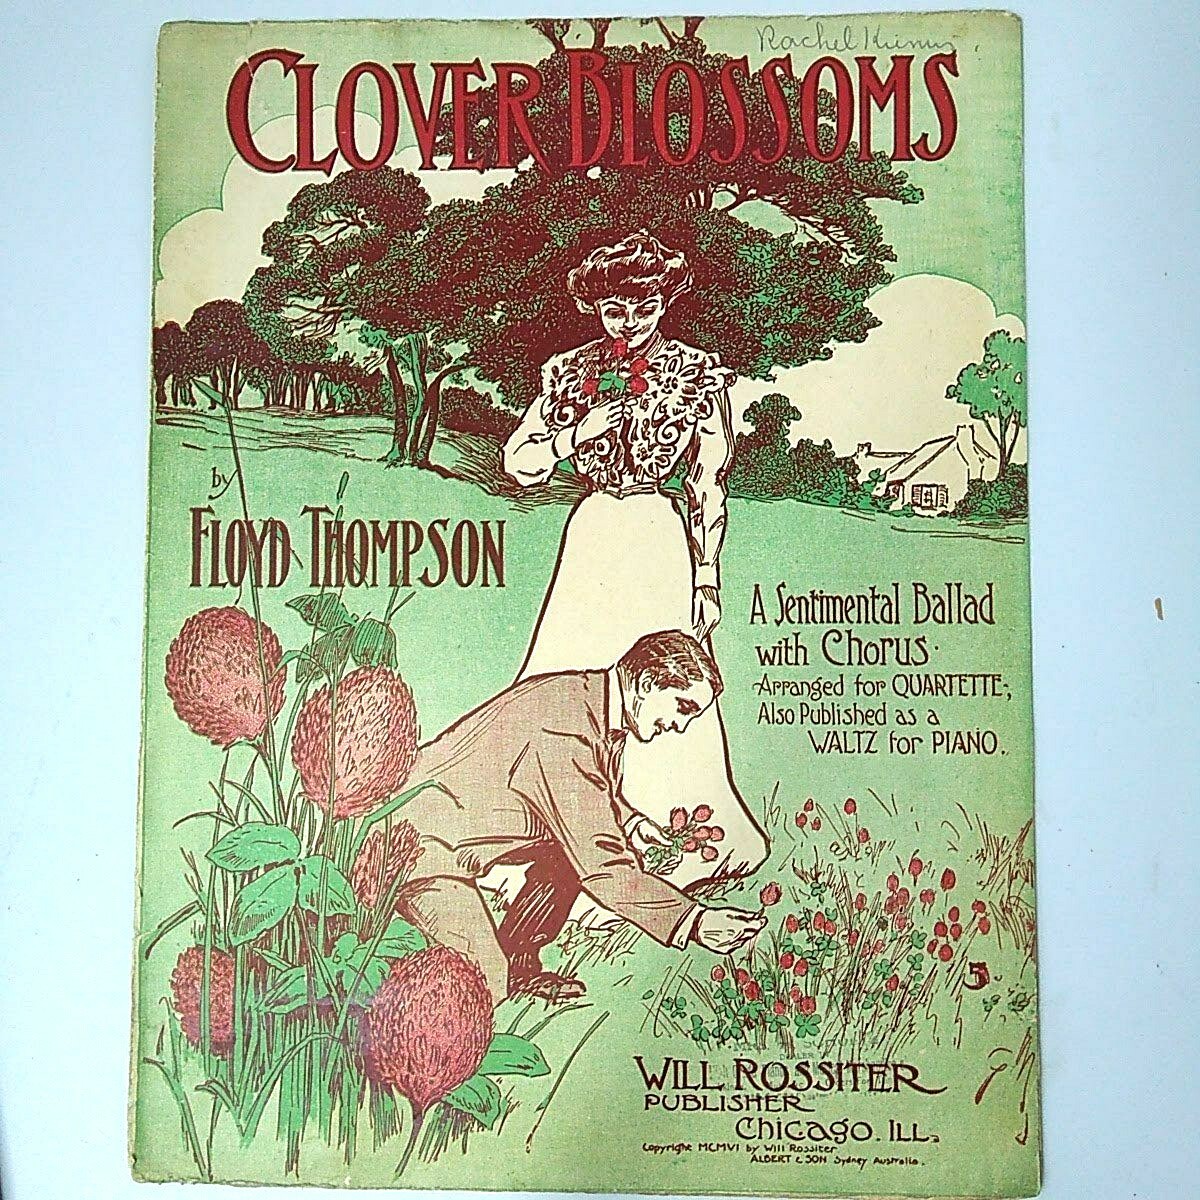 Rachel
CLOVER BLOSSOMS
by
FLOYD THOMPSON
A Sentimental Ballad
with Chorus.
Arranged for QUARTETTE;
Also Published as a
WALTZ for PIANO.
5.
DEALER
WILL ROSSITER
PUBLISHER
Chicago. ILL.
Copyright MCMVI by Will Rossiter
ALBERT & SON Sydney Australia.